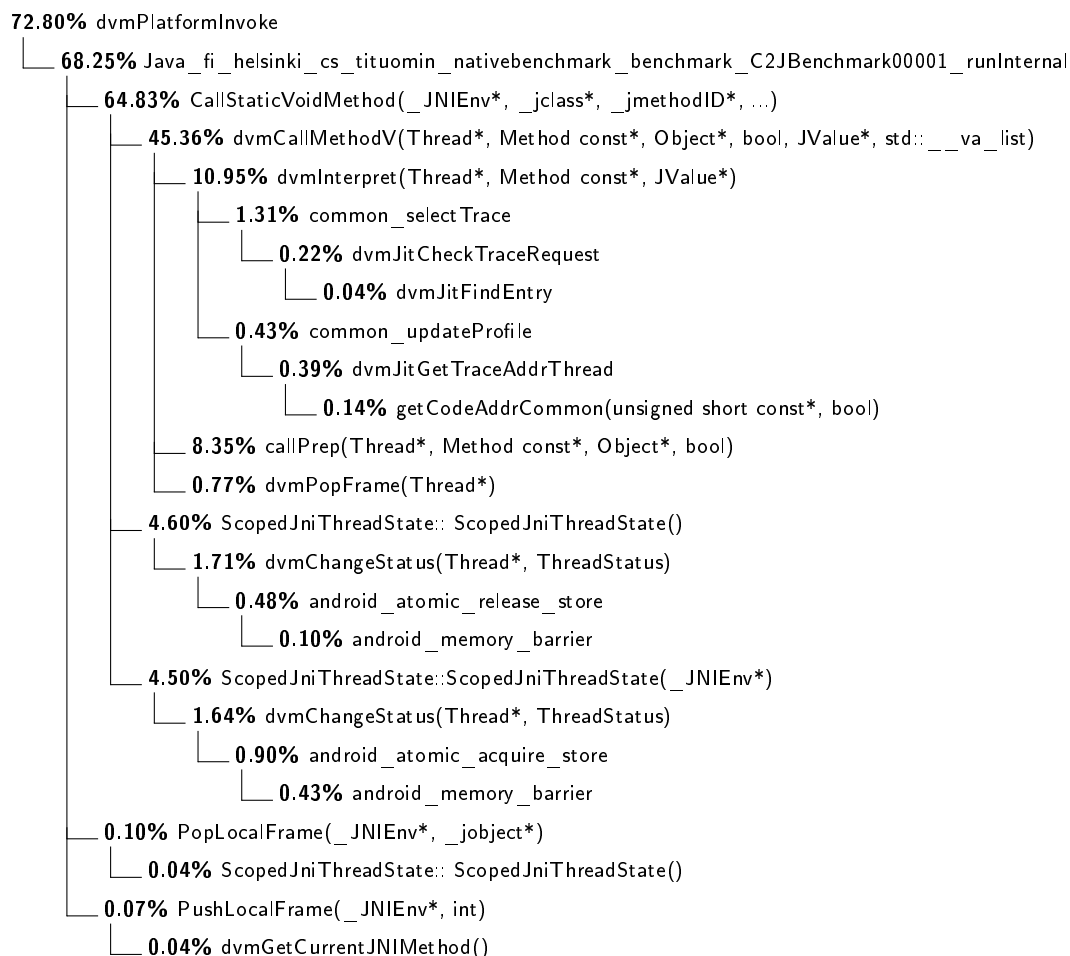 72.80% dvmPlatformInvoke
68.25% Java_fi_helsinki_cs_tituomin_nativebenchmark_benchmark_C2JBenchmark00001_runInternal
64.83% CallStaticVoidMethod(_JNIEnv*, _jclass*, _jmethodID*, ...)
45.36% dvmCallMethodV(Thread*, Method const*, Object*, bool, JValue*, std::__va_list)
10.95% dvmInterpret(Thread*, Method const*, JValue*)
1.31% common_selectTrace
0.22% dvmJitCheckTraceRequest
0.04% dvmJitFindEntry
0.43% common_updateProfile
0.39% dvmJitGetTraceAddrThread
0.14% getCodeAddrCommon(unsigned short const*, bool)
8.35% callPrep(Thread*, Method const*, Object*, bool)
0.77% dvmPopFrame(Thread*)
4.60% ScopedJniThreadState:: ScopedJniThreadState()
1.71% dvmChangeStatus(Thread*, ThreadStatus)
0.48% android_atomic_release_store
0.10% android_memory_barrier
4.50% ScopedJniThreadState::ScopedJniThreadState(_JNIEnv*)
1.64% dvmChangeStatus(Thread*, ThreadStatus)
0.90% android_atomic_acquire_store
0.43% android_memory_barrier
0.10% PopLocalFrame(_JNIEnv*, _jobject*)
0.04% ScopedJniThreadState:: ScopedJniThreadState()
0.07% PushLocalFrame(_JNIEnv*, int)
0.04% dvmGetCurrentJNIMethod()